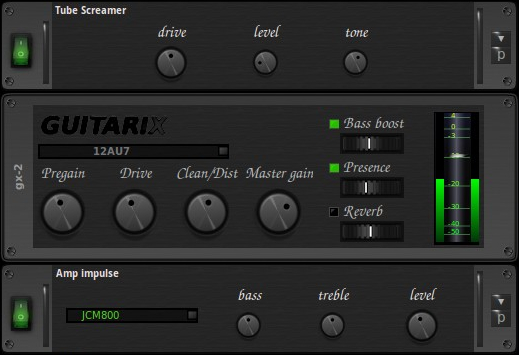 Tube Screamer
drive level tone
p
GUITARIX
12AU7
Pregain Drive Clean/Dist Master gain
Bass boost
Presence
Reverb
gx-2
4
0
-3
-10
-20
-30
-40
-50
Amp impulse
JCM800
bass treble level
p